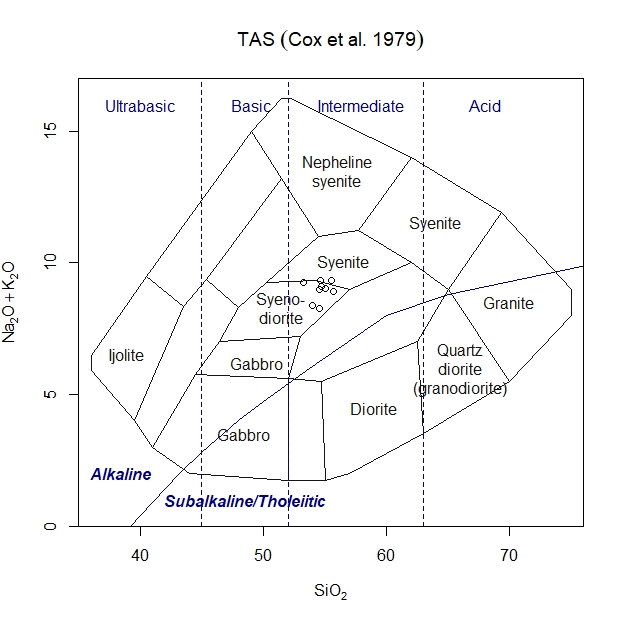 TAS (Cox et al. 1979)
Ultrabasic
Basic
Intermediate
Acid
Nepheline
syenite
Syenite
Syenite
Syeno-
diorite
Granite
Ijolite
Gabbro
Quartz
diorite
(granodiorite)
Diorite
Gabbro
Alkaline
Subalkaline/Tholeiitic
15
10
5
0
Na₂O + K₂O
40
50
60
70
SiO₂